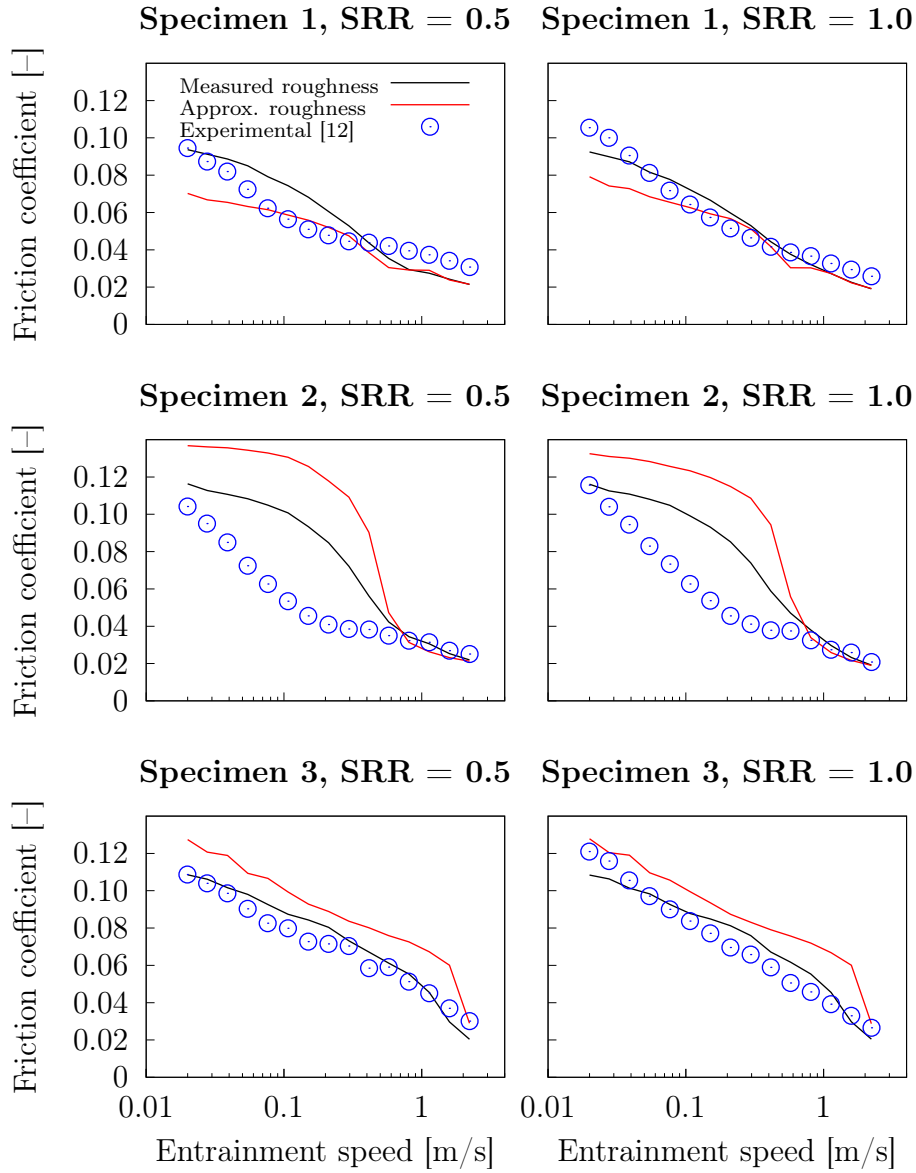 Specimen 1, SRR = 0.5 Specimen 1, SRR = 1.0
Friction coefficient [–]
0.12
0.10
0.08
0.06
0.04
0.02
0
Measured roughness
Approx. roughness
Experimental [12]
Specimen 2, SRR = 0.5 Specimen 2, SRR = 1.0
Friction coefficient [–]
0.12
0.10
0.08
0.06
0.04
0.02
0
Specimen 3, SRR = 0.5 Specimen 3, SRR = 1.0
Friction coefficient [–]
0.12
0.10
0.08
0.06
0.04
0.02
0
0.01 0.1 1 0.01 0.1 1
Entrainment speed [m/s] Entrainment speed [m/s]